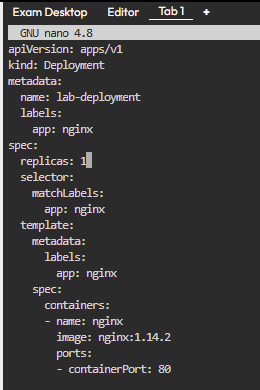 Exam Desktop Editor Tab 1 +
GNU nano 4.8
apiVersion: apps/v1
kind: Deployment
metadata:
  name: lab-deployment
  labels:
    app: nginx
spec:
  replicas: 1
  selector:
    matchLabels:
      app: nginx
  template:
    metadata:
      labels:
        app: nginx
    spec:
      containers:
      - name: nginx
        image: nginx:1.14.2
        ports:
        - containerPort: 80